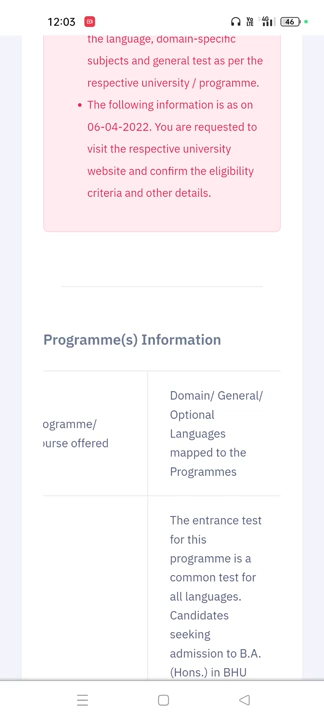 12:03
46
the language, domain-specific
subjects and general test as per the
respective university / programme.
• The following information is as on
06-04-2022. You are requested to
visit the respective university
website and confirm the eligibility
criteria and other details.
Programme(s) Information
Domain/ General/
Optional
Languages
mapped to the
Programmes
ogramme/
ourse offered
The entrance test
for this
programme is a
common test for
all languages.
Candidates
seeking
admission to B.A.
(Hons.) in BHU